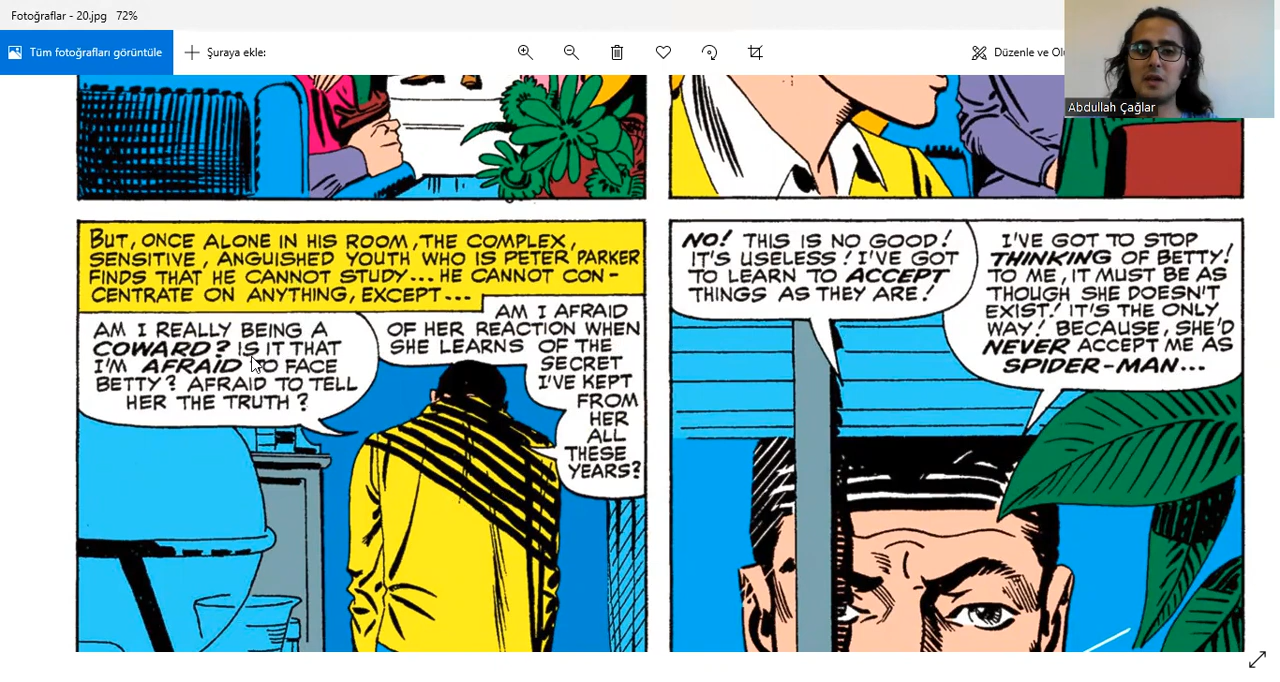 Fotoğraflar - 20.jpg 72%
Tüm fotoğrafları görüntüle
Şuraya ekle:
Düzenle ve Olu
Abdullah Çağlar
BUT, ONCE ALONE IN HIS ROOM, THE COMPLEX,
SENSITIVE, ANGUISHED YOUTH WHO IS PETER PARKER
FINDS THAT HE CANNOT STUDY... HE CANNOT CON-
CENTRATE ON ANYTHING, EXCEPT...
AM I REALLY BEING A
COWARD? IS IT THAT
I'M AFRAID TO FACE
BETTY? AFRAID TO TELL
HER THE TRUTH?
AM I AFRAID
OF HER REACTION WHEN
SHE LEARNS OF THE
SECRET
I'VE KEPT
FROM
HER
ALL
THESE
YEARS?
NO! THIS IS NO GOOD!
IT'S USELESS! I'VE GOT
TO LEARN TO ACCEPT
THINGS AS THEY ARE!
I'VE GOT TO STOP
THINKING OF BETTY!
TO ME, IT MUST BE AS
THOUGH SHE DOESN'T
EXIST! IT'S THE ONLY
WAY! BECAUSE, SHE'D
NEVER ACCEPT ME AS
SPIDER-MAN...